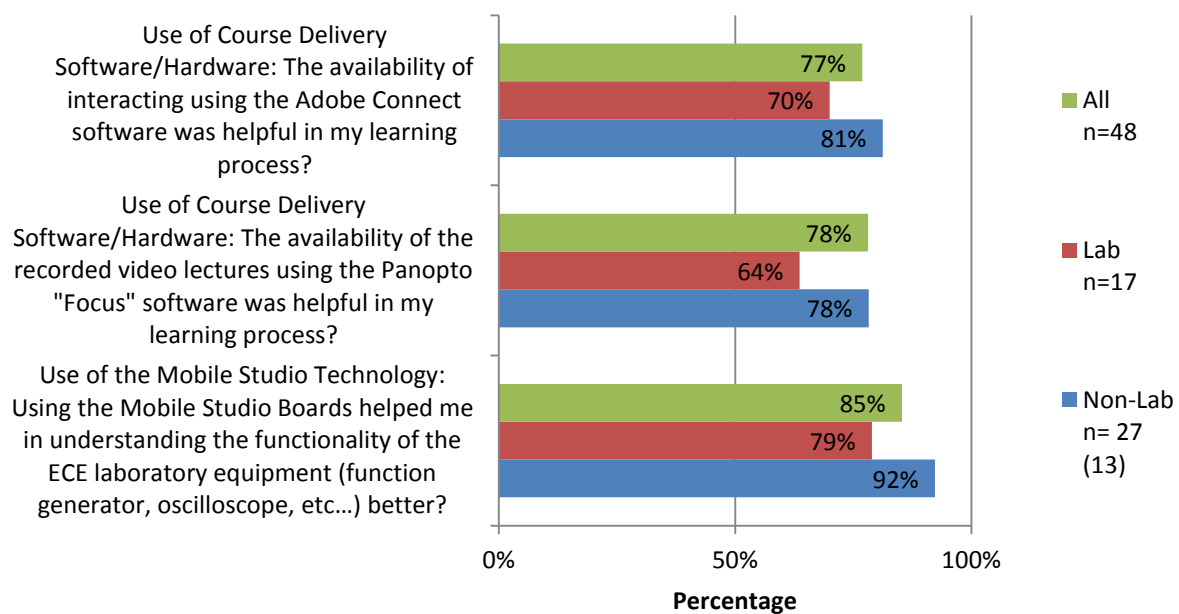 Use of Course Delivery
Software/Hardware: The availability of
interacting using the Adobe Connect
software was helpful in my learning
process?
77%
70%
81%
Use of Course Delivery
Software/Hardware: The availability of the
recorded video lectures using the Panopto
"Focus" software was helpful in my
learning process?
78%
64%
78%
Use of the Mobile Studio Technology:
Using the Mobile Studio Boards helped me
in understanding the functionality of the
ECE laboratory equipment (function
generator, oscilloscope, etc…) better?
85%
79%
92%
0%
50%
100%
Percentage
All
n=48
Lab
n=17
Non-Lab
n= 27
(13)